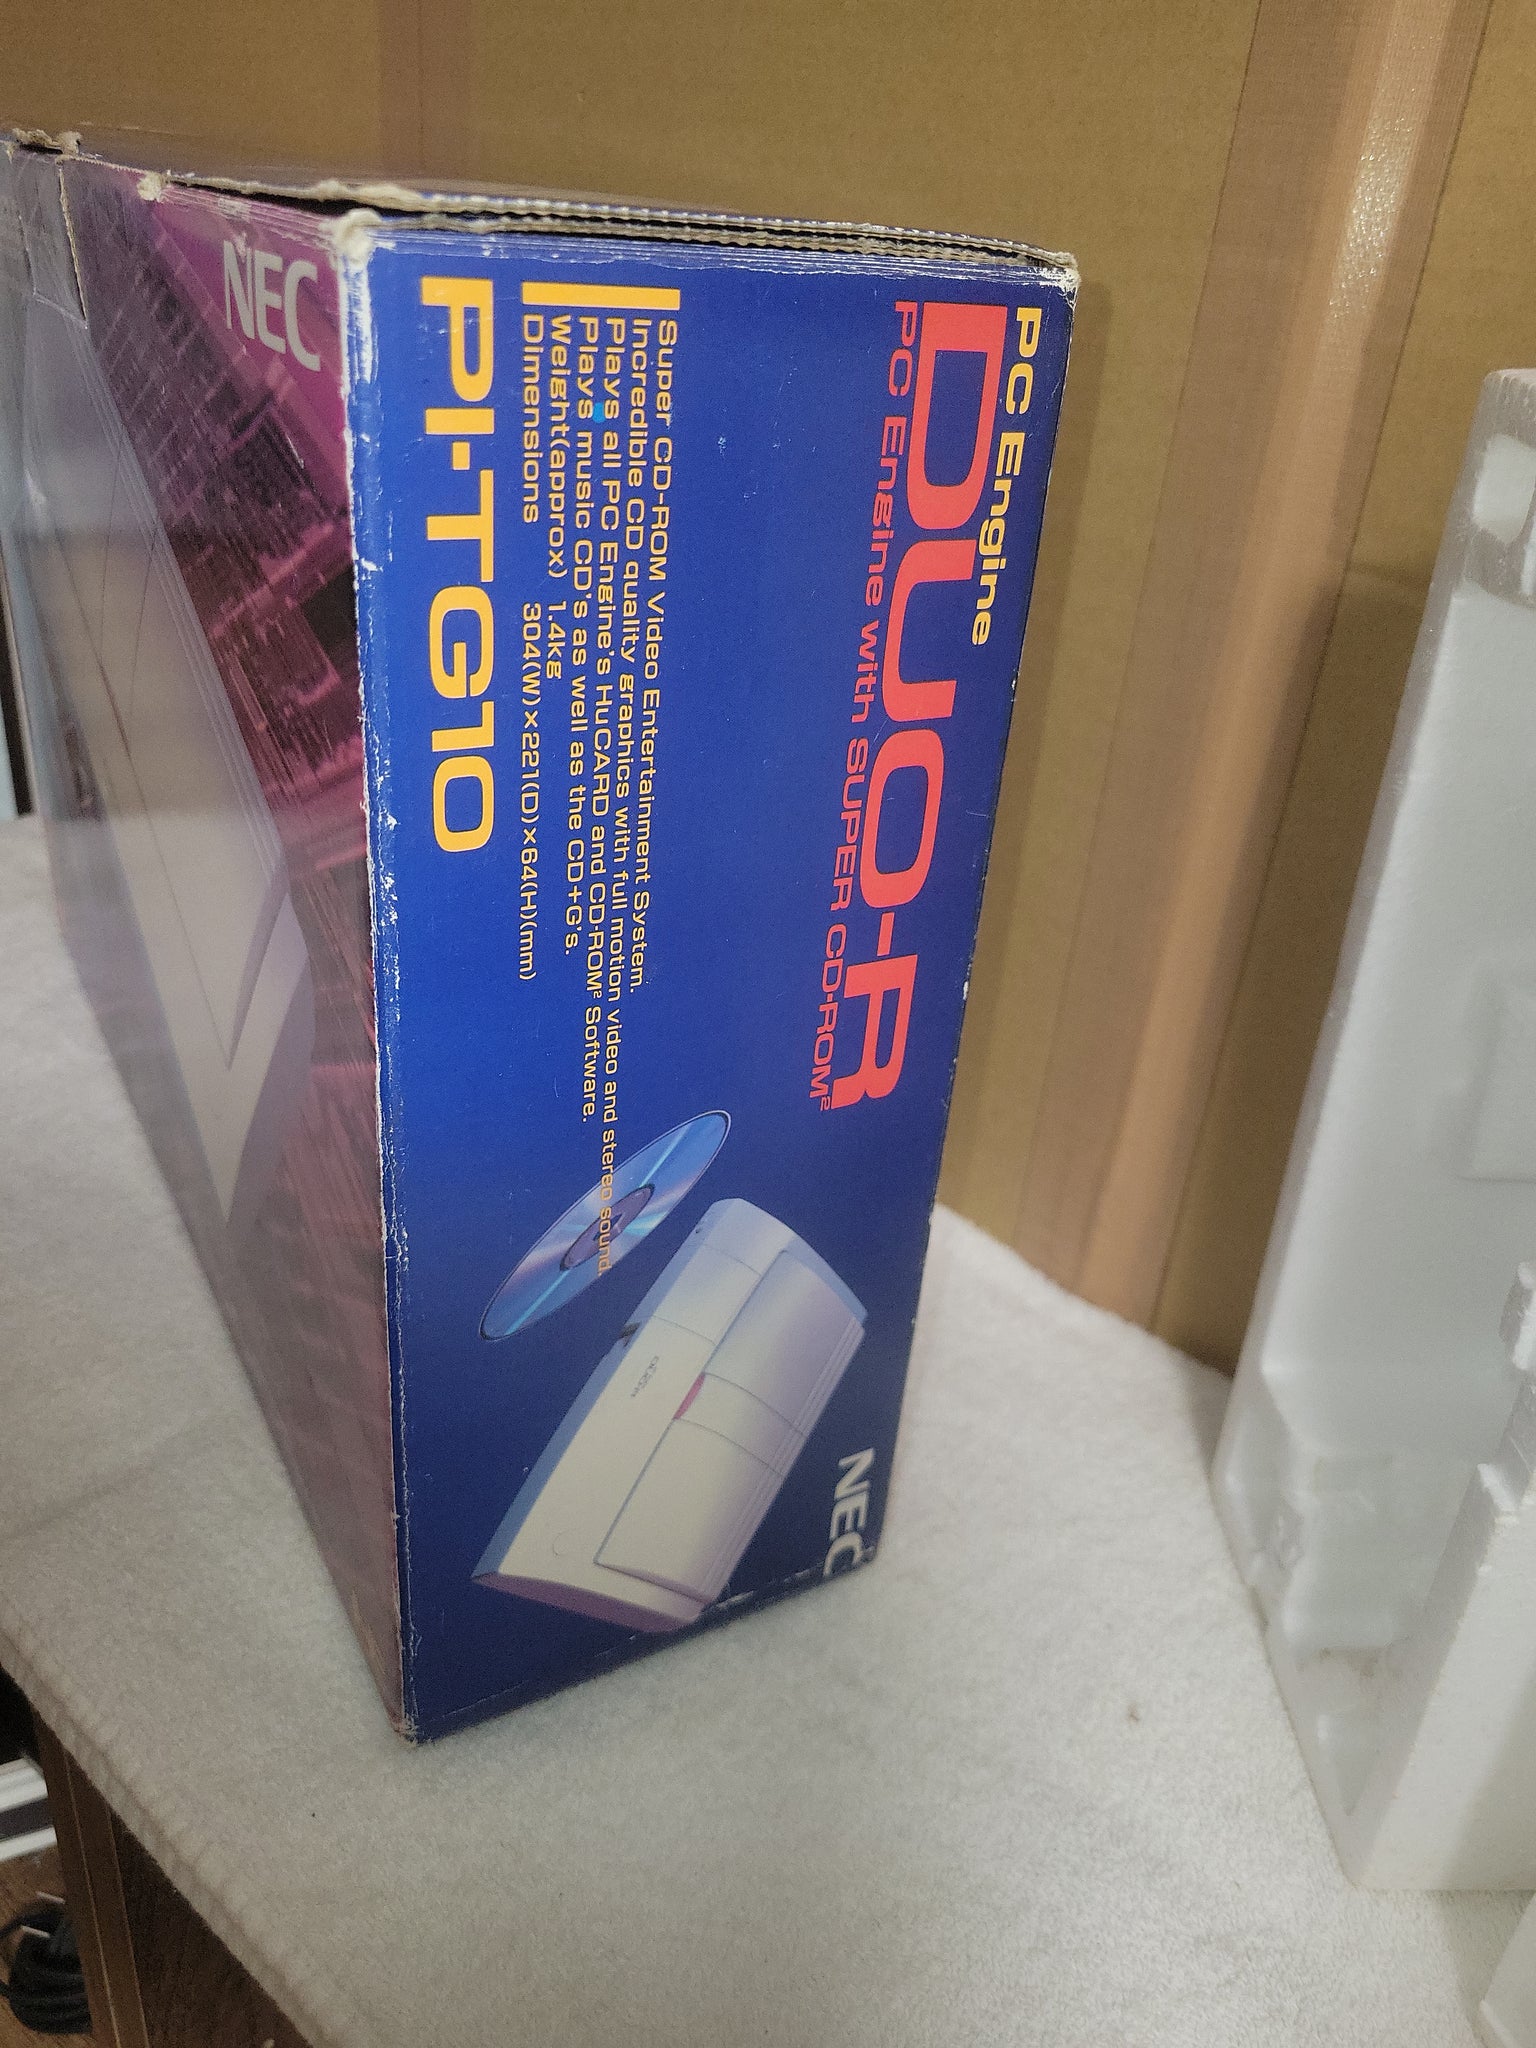 PC Engine
DUO-R
PC Engine with SUPER CD-ROM²
Super CD-ROM Video Entertainment System.
Incredible CD quality graphics with full motion video and stereo sound.
Plays all PC Engine's HuCARD and CD-ROM² Software.
Plays music CD's as well as the CD+G's.
Weight(approx) 1.4kg
Dimensions 304(W)×221(D)×64(H)(mm)
PI-TG10
NEC
NEC